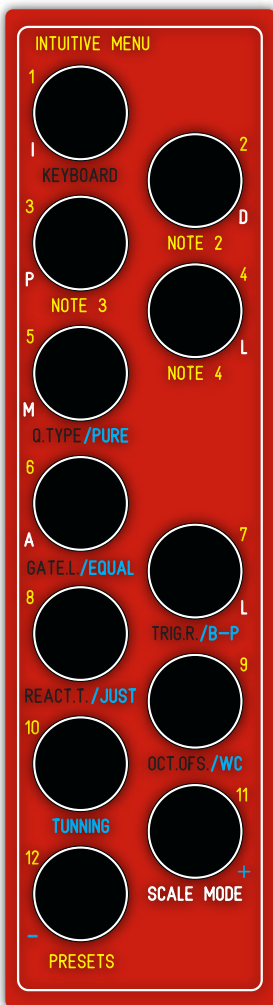 INTUITIVE MENU
1
I
KEYBOARD
2
D
NOTE 2
3
P
NOTE 3
4
L
NOTE 4
5
M
Q.TYPE/PURE
6
A
GATE.L./EQUAL
7
L
TRIG.R./B-P
8
REACT.T./JUST
9
OCT.OFS./WC
10
TUNNING
11
+
SCALE MODE
12
-
PRESETS